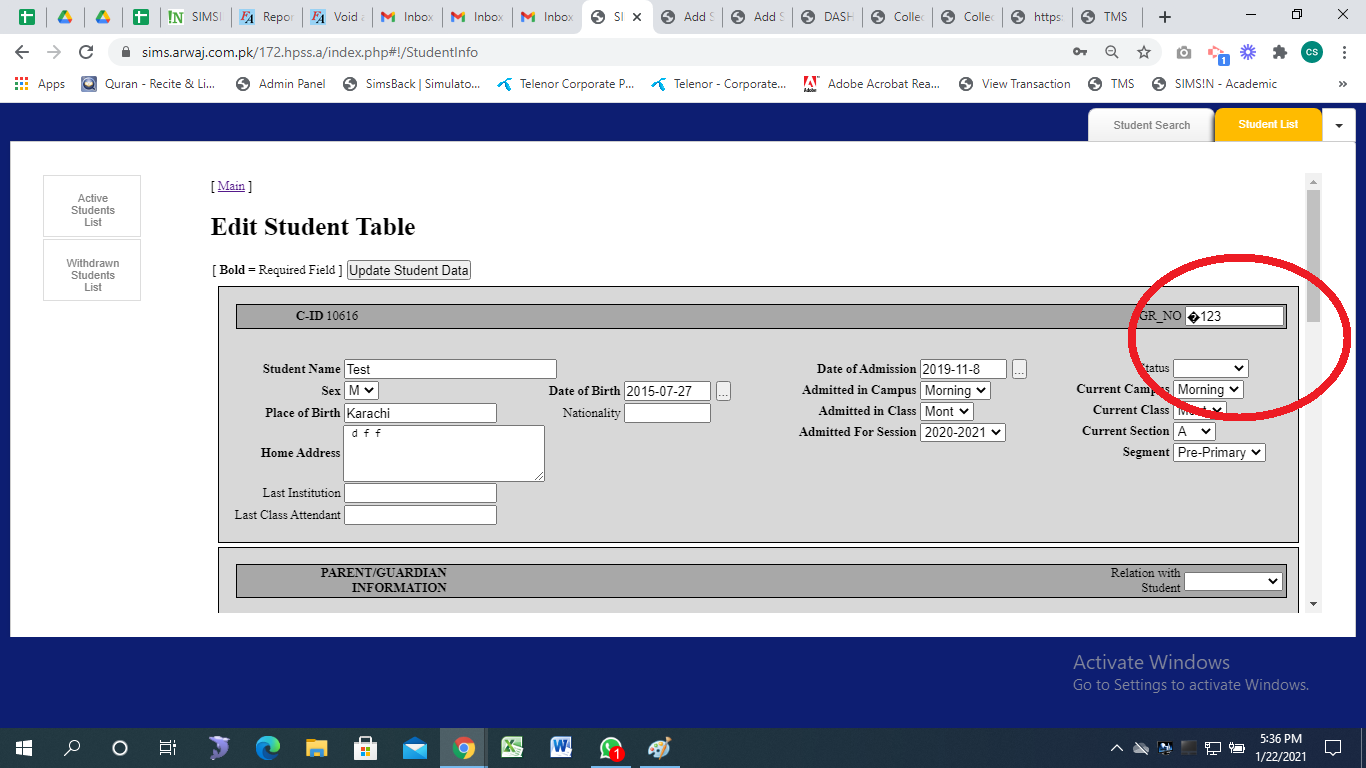 SIMS!
Repor
Void a
Inbox
Inbox
Inbox
SI
Add S
Add S
DASH
Collec
Collec
https:
TMS
sims.arwaj.com.pk/172.hpss.a/index.php#!/StudentInfo
1
CS
Apps
Quran - Recite & Li...
Admin Panel
SimsBack | Simulato...
Telenor Corporate P...
Telenor - Corporate...
Adobe Acrobat Rea...
View Transaction
TMS
SIMS!N - Academic
»
Student Search
Student List
Active
Students
List
Withdrawn
Students
List
[ Main ]
Edit Student Table
[ Bold = Required Field ] Update Student Data
C-ID 10616
GR_NO �123
Student Name Test
Date of Admission 2019-11-8 ...
Status
Sex M
Date of Birth 2015-07-27 ...
Admitted in Campus Morning
Current Campus Morning
Place of Birth Karachi
Nationality
Admitted in Class Mont
Current Class Mont
Home Address d f f
Admitted For Session 2020-2021
Current Section A
Segment Pre-Primary
Last Institution
Last Class Attendant
PARENT/GUARDIAN
INFORMATION
Relation with
Student
Activate Windows
Go to Settings to activate Windows.
1
5:36 PM
1/22/2021